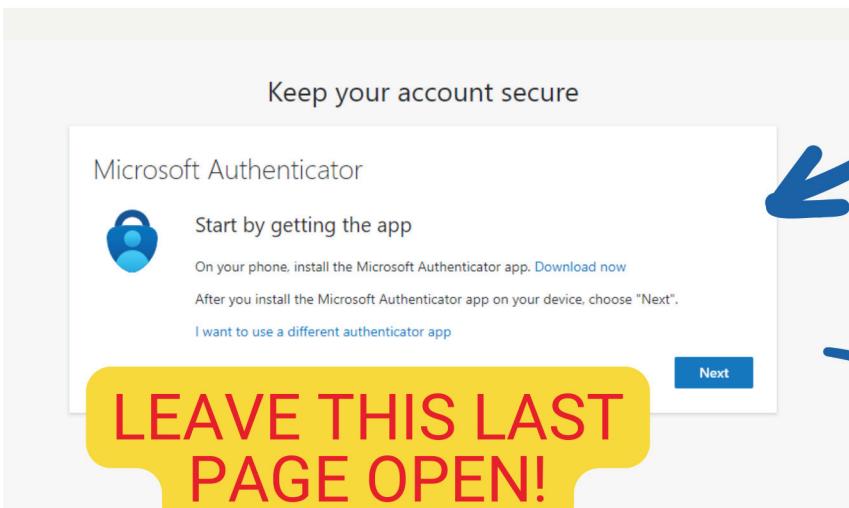 Keep your account secure
Microsoft Authenticator
Start by getting the app
On your phone, install the Microsoft Authenticator app. Download now
After you install the Microsoft Authenticator app on your device, choose "Next".
I want to use a different authenticator app
Next
LEAVE THIS LAST
PAGE OPEN!